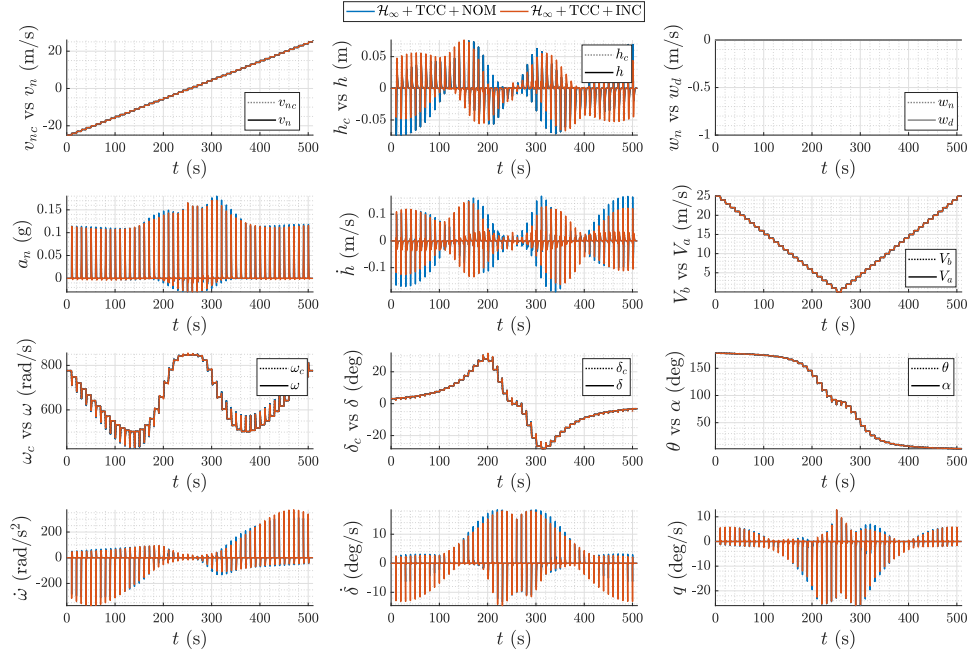 ℋ∞ + TCC + NOM ℋ∞ + TCC + INC
v_nc vs v_n (m/s)
20
0
-20
v_nc
v_n
0 100 200 300 400 500
t (s)
h_c vs h (m)
0.05
0
-0.05
h_c
h
0 100 200 300 400 500
t (s)
w_n vs w_d (m/s)
0
-0.5
-1
w_n
w_d
0 100 200 300 400 500
t (s)
a_n (g)
0.15
0.1
0.05
0
0 100 200 300 400 500
t (s)
ḣ (m/s)
0.1
0
-0.1
0 100 200 300 400 500
t (s)
V_b vs V_a (m/s)
25
20
15
10
5
V_b
V_a
0 100 200 300 400 500
t (s)
ω_c vs ω (rad/s)
800
600
ω_c
ω
0 100 200 300 400 500
t (s)
δ_c vs δ (deg)
20
0
-20
δ_c
δ
0 100 200 300 400 500
t (s)
θ vs α (deg)
150
100
50
θ
α
0 100 200 300 400 500
t (s)
ω̇ (rad/s²)
200
0
-200
0 100 200 300 400 500
t (s)
δ̇ (deg/s)
10
0
-10
0 100 200 300 400 500
t (s)
q (deg/s)
10
0
-10
-20
0 100 200 300 400 500
t (s)